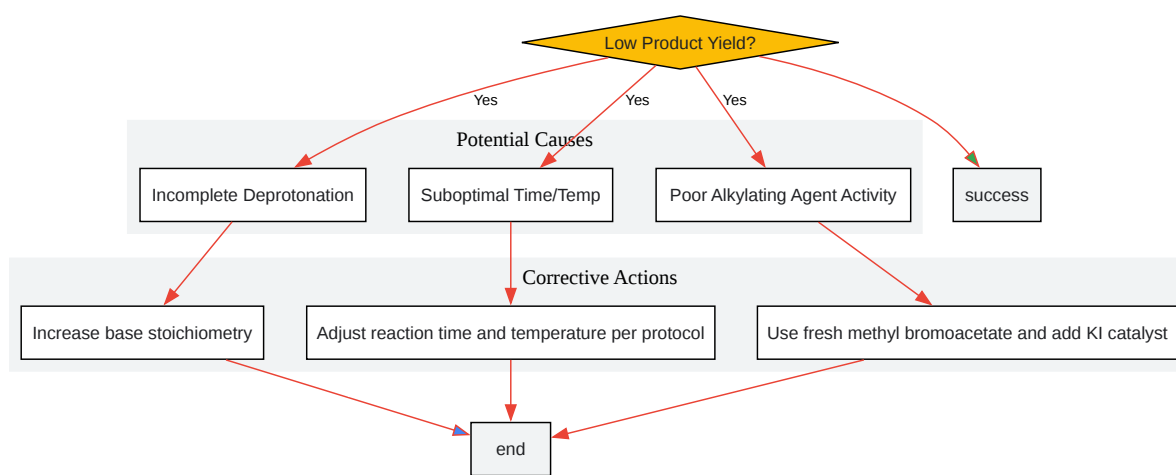 Low Product Yield?
Yes
Yes
Yes
Potential Causes
Incomplete Deprotonation
Suboptimal Time/Temp
Poor Alkylating Agent Activity
success
Corrective Actions
Increase base stoichiometry
Adjust reaction time and temperature per protocol
Use fresh methyl bromoacetate and add KI catalyst
end